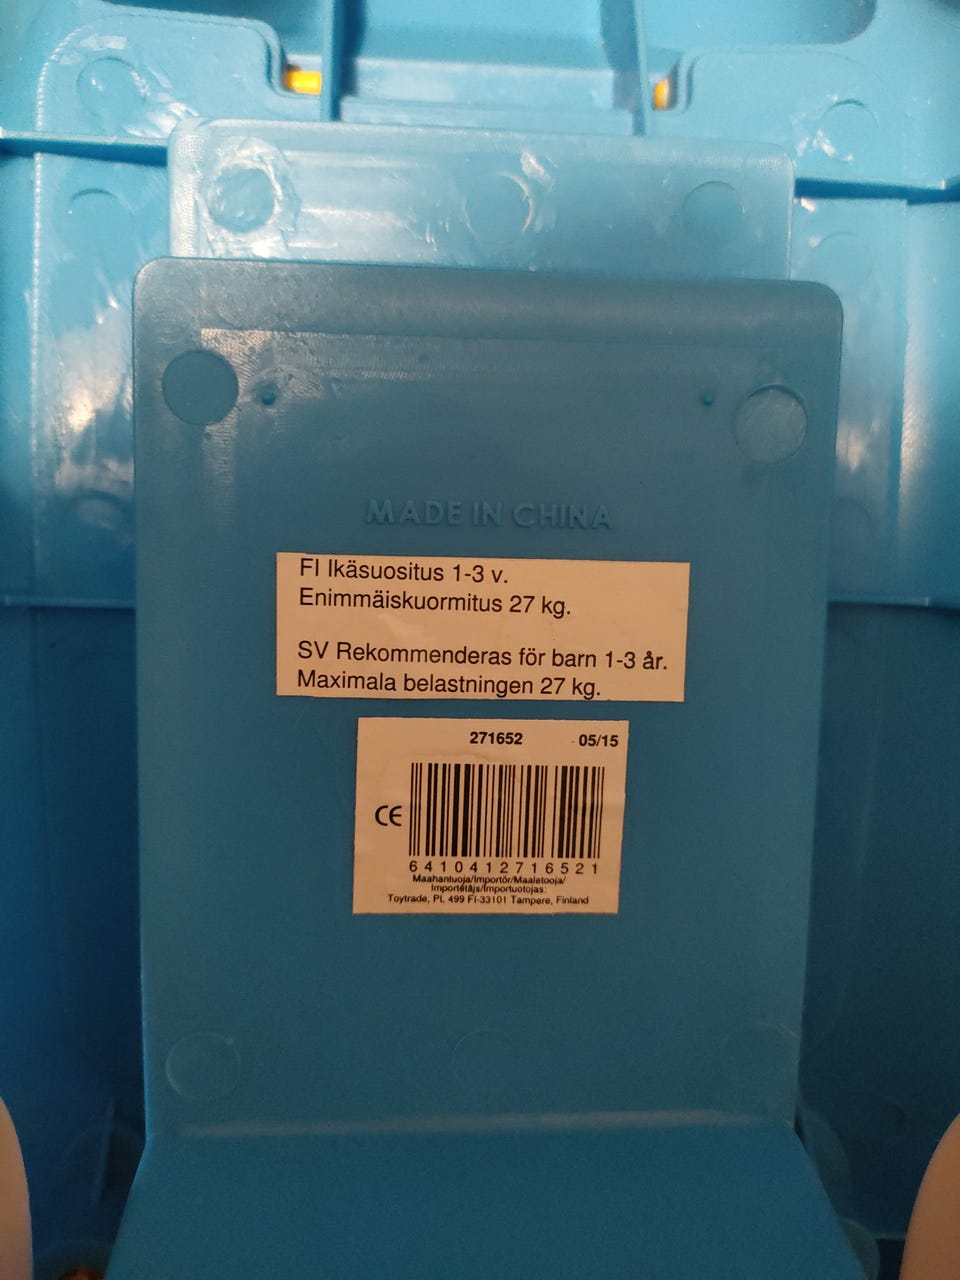 MADE IN CHINA
FI Ikäsuositus 1-3 v.
Enimmäiskuormitus 27 kg.
SV Rekommenderas för barn 1-3 år.
Maximala belastningen 27 kg.
271652 05/15
CE
6410412716521
Maahantuoja/Importör/Maaletooja/
Importētājs/Importuotojas:
Toytrade, PL 499 FI-33101 Tampere, Finland